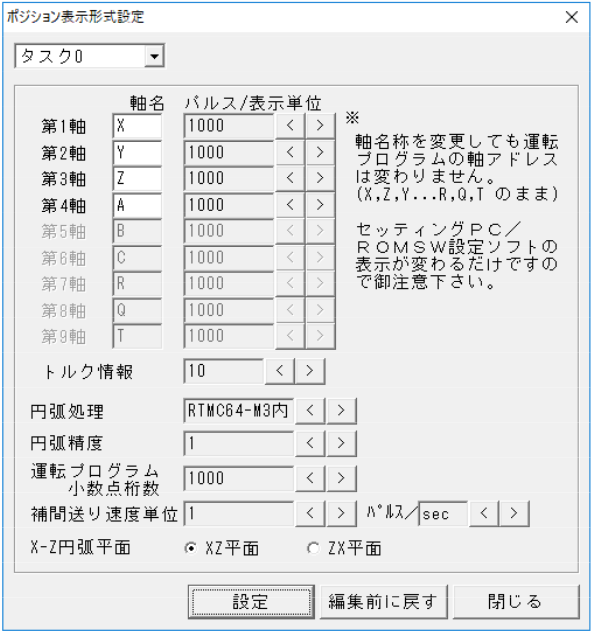 ポジション表示形式設定
タスク0
軸名 パルス/表示単位
第1軸 X 1000 < >
第2軸 Y 1000 < >
第3軸 Z 1000 < >
第4軸 A 1000 < >
第5軸 B 1000 < >
第6軸 C 1000 < >
第7軸 R 1000 < >
第8軸 Q 1000 < >
第9軸 T 1000 < >
※
軸名称を変更しても運転
プログラムの軸アドレス
は変わりません。
(X,Z,Y...R,Q,T のまま)
セッティングPC/
ROMSW設定ソフトの
表示が変わるだけですの
で御注意下さい。
トルク情報 10 < >
円弧処理 RTMC64-M3内 < >
円弧精度 1 < >
運転プログラム
小数点桁数 1000 < >
補間送り速度単位 1 < > パルス/ sec < >
X-Z円弧平面 XZ平面 ZX平面
設定 編集前に戻す 閉じる